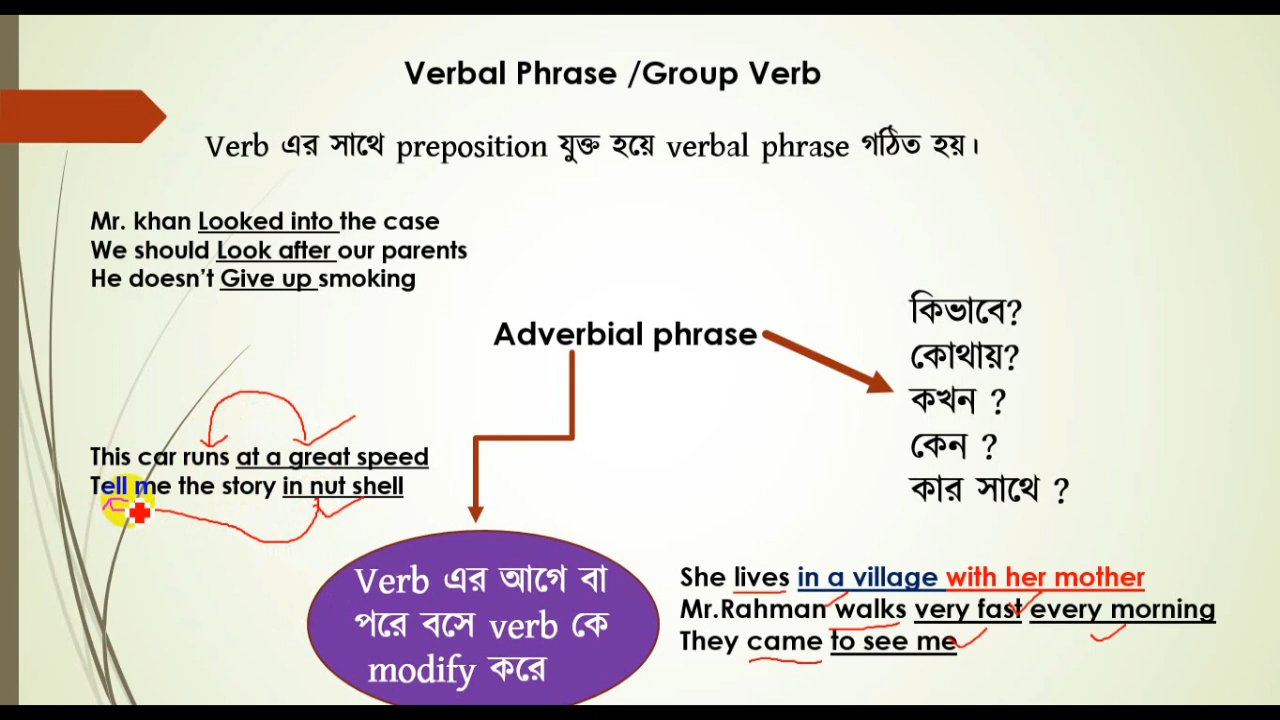 Verbal Phrase /Group Verb
Verb এর সাথে preposition যুক্ত হয়ে verbal phrase গঠিত হয়।
Mr. khan Looked into the case
We should Look after our parents
He doesn't Give up smoking
Adverbial phrase
কিভাবে?
কোথায়?
কখন ?
কেন ?
কার সাথে ?
This car runs at a great speed
Tell me the story in nut shell
Verb এর আগে বা
পরে বসে verb কে
modify করে
She lives in a village with her mother
Mr.Rahman walks very fast every morning
They came to see me